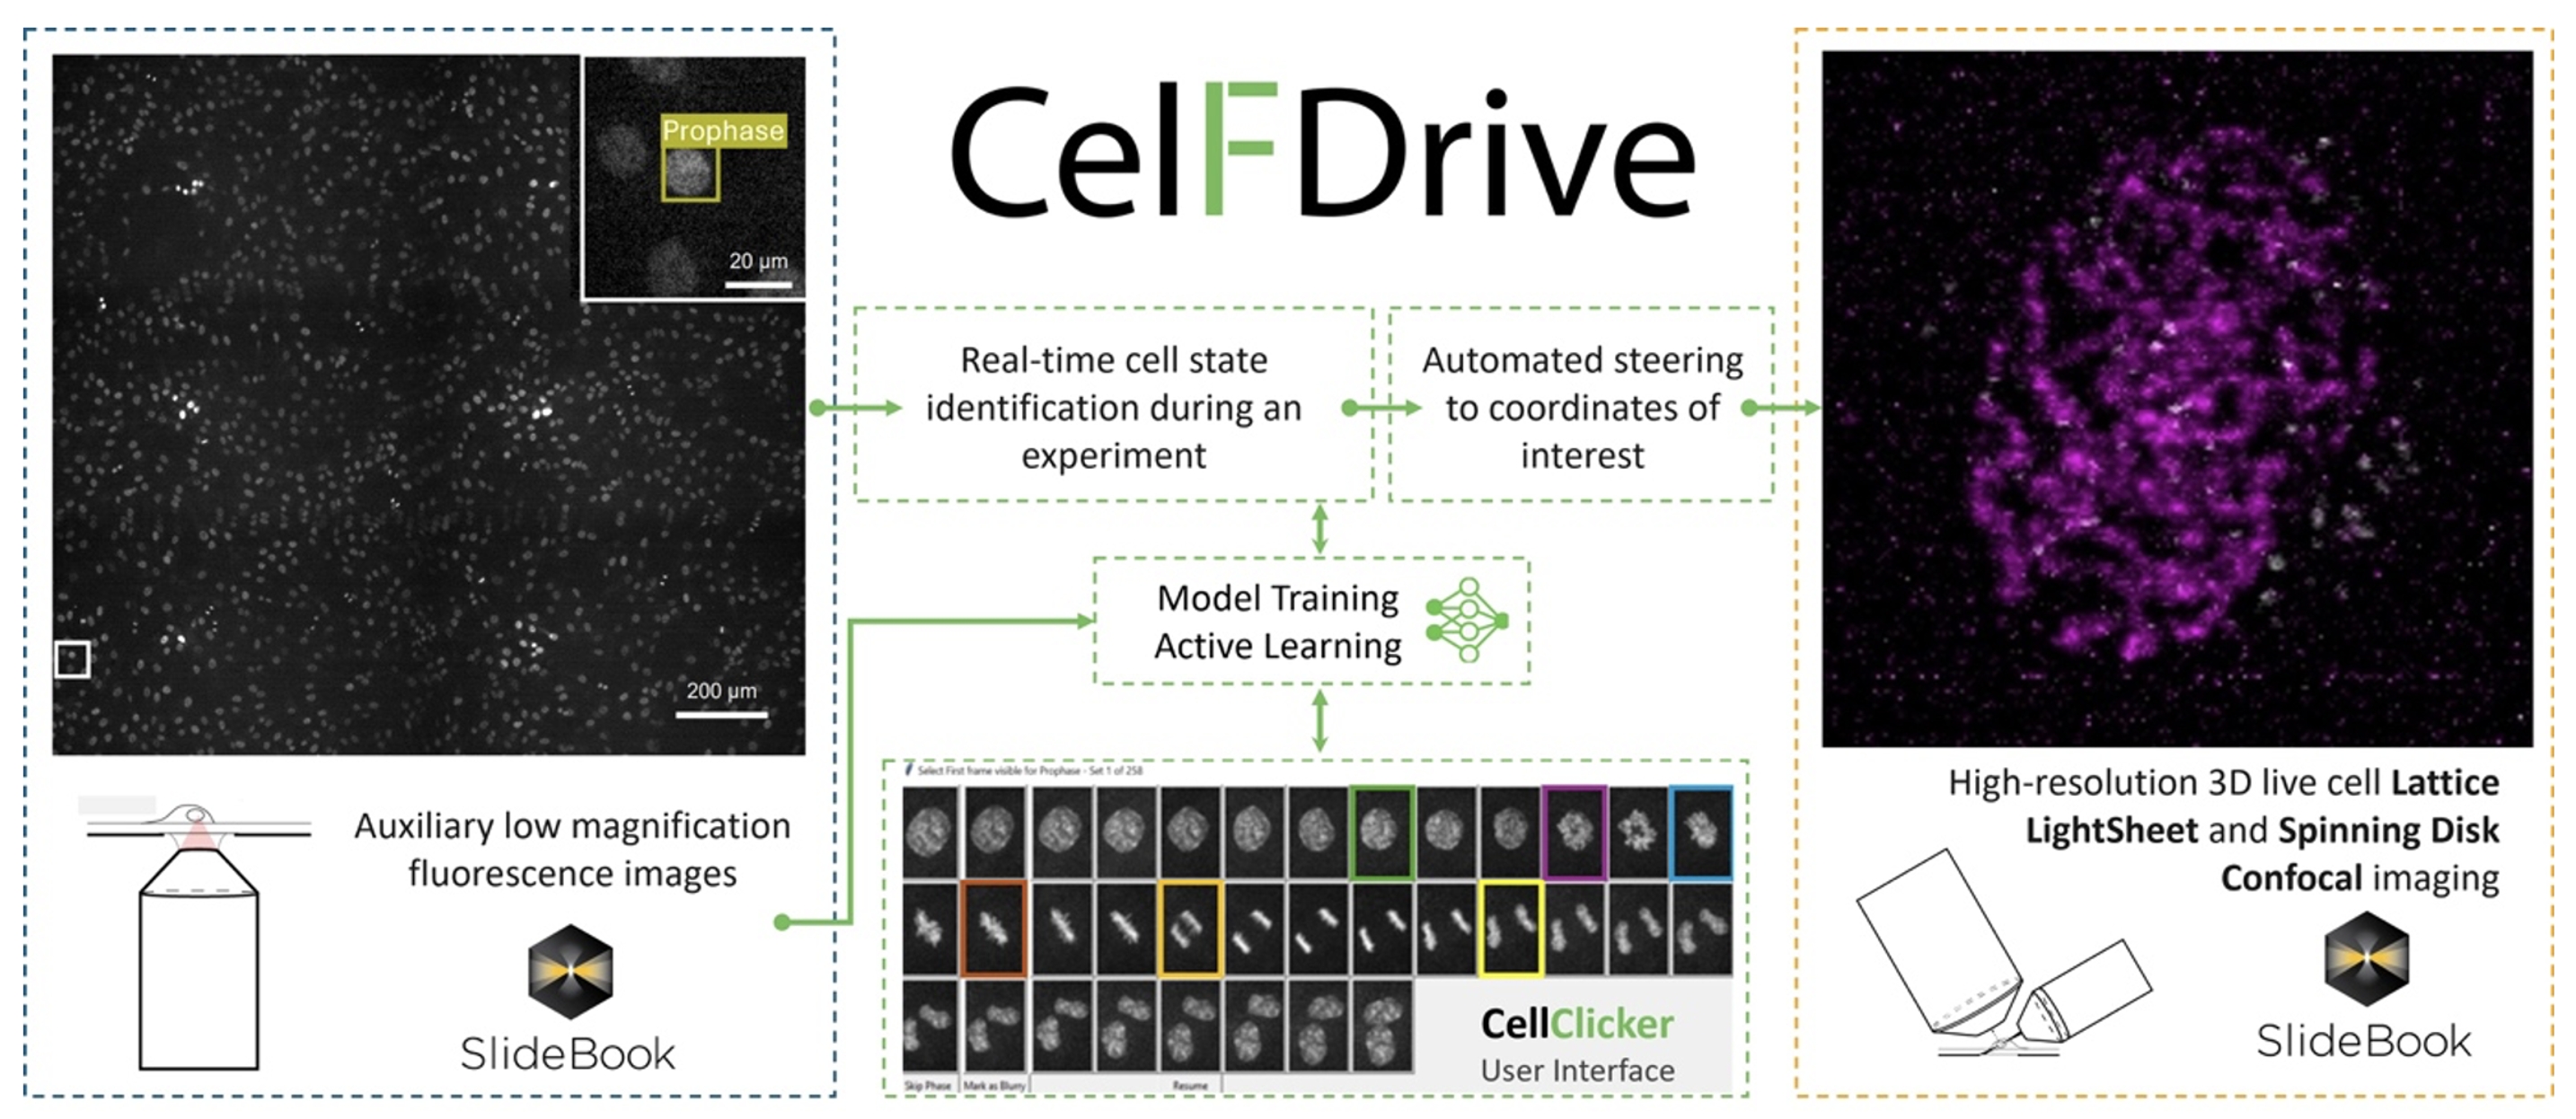 CelFDrive
Prophase
20 µm
200 µm
Auxiliary low magnification
fluorescence images
SlideBook
Real-time cell state
identification during an
experiment
Automated steering
to coordinates of
interest
Model Training
Active Learning
Select First frame visible for Prophase - Set 1 of 258
Skip Phase
Mark as Blurry
Resume
CellClicker
User Interface
High-resolution 3D live cell Lattice
LightSheet and Spinning Disk
Confocal imaging
SlideBook